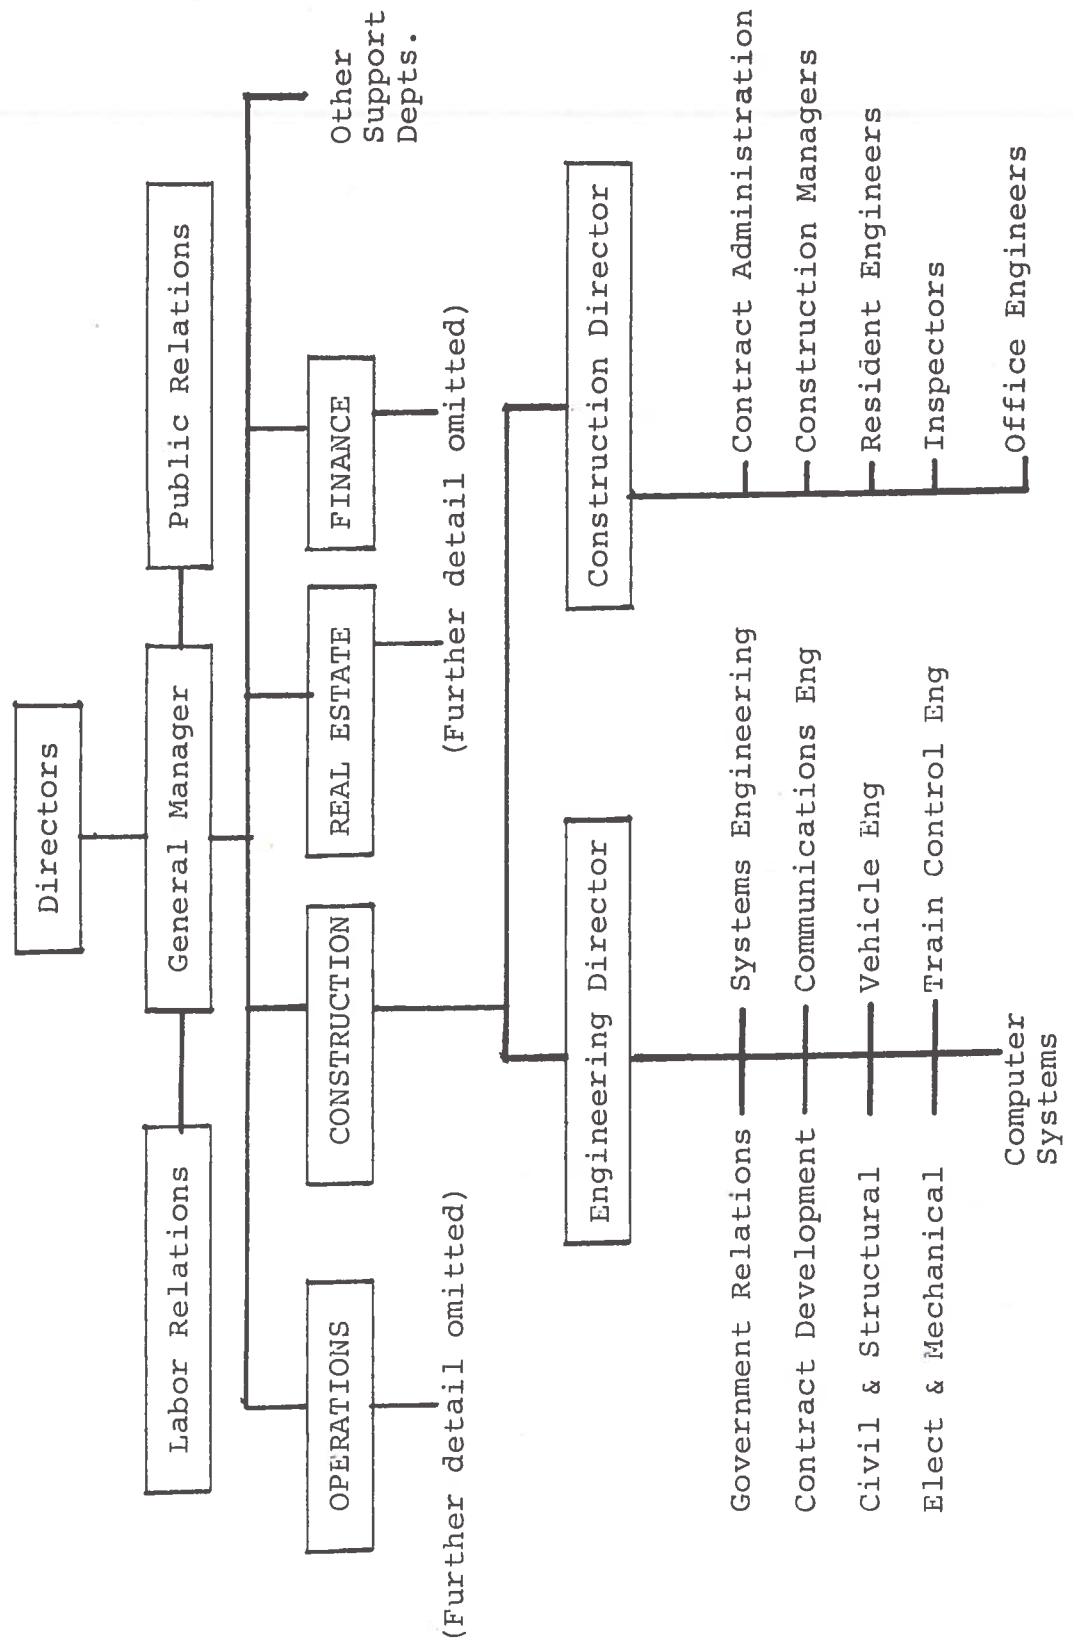 Directors
Labor Relations
General Manager
Public Relations
OPERATIONS
CONSTRUCTION
REAL ESTATE
FINANCE
Other
Support
Depts.
(Further detail omitted)
(Further detail omitted)
Engineering Director
Construction Director
Government Relations
Systems Engineering
Contract Development
Communications Eng
Civil & Structural
Vehicle Eng
Elect & Mechanical
Train Control Eng
Computer
Systems
Contract Administration
Construction Managers
Resident Engineers
Inspectors
Office Engineers